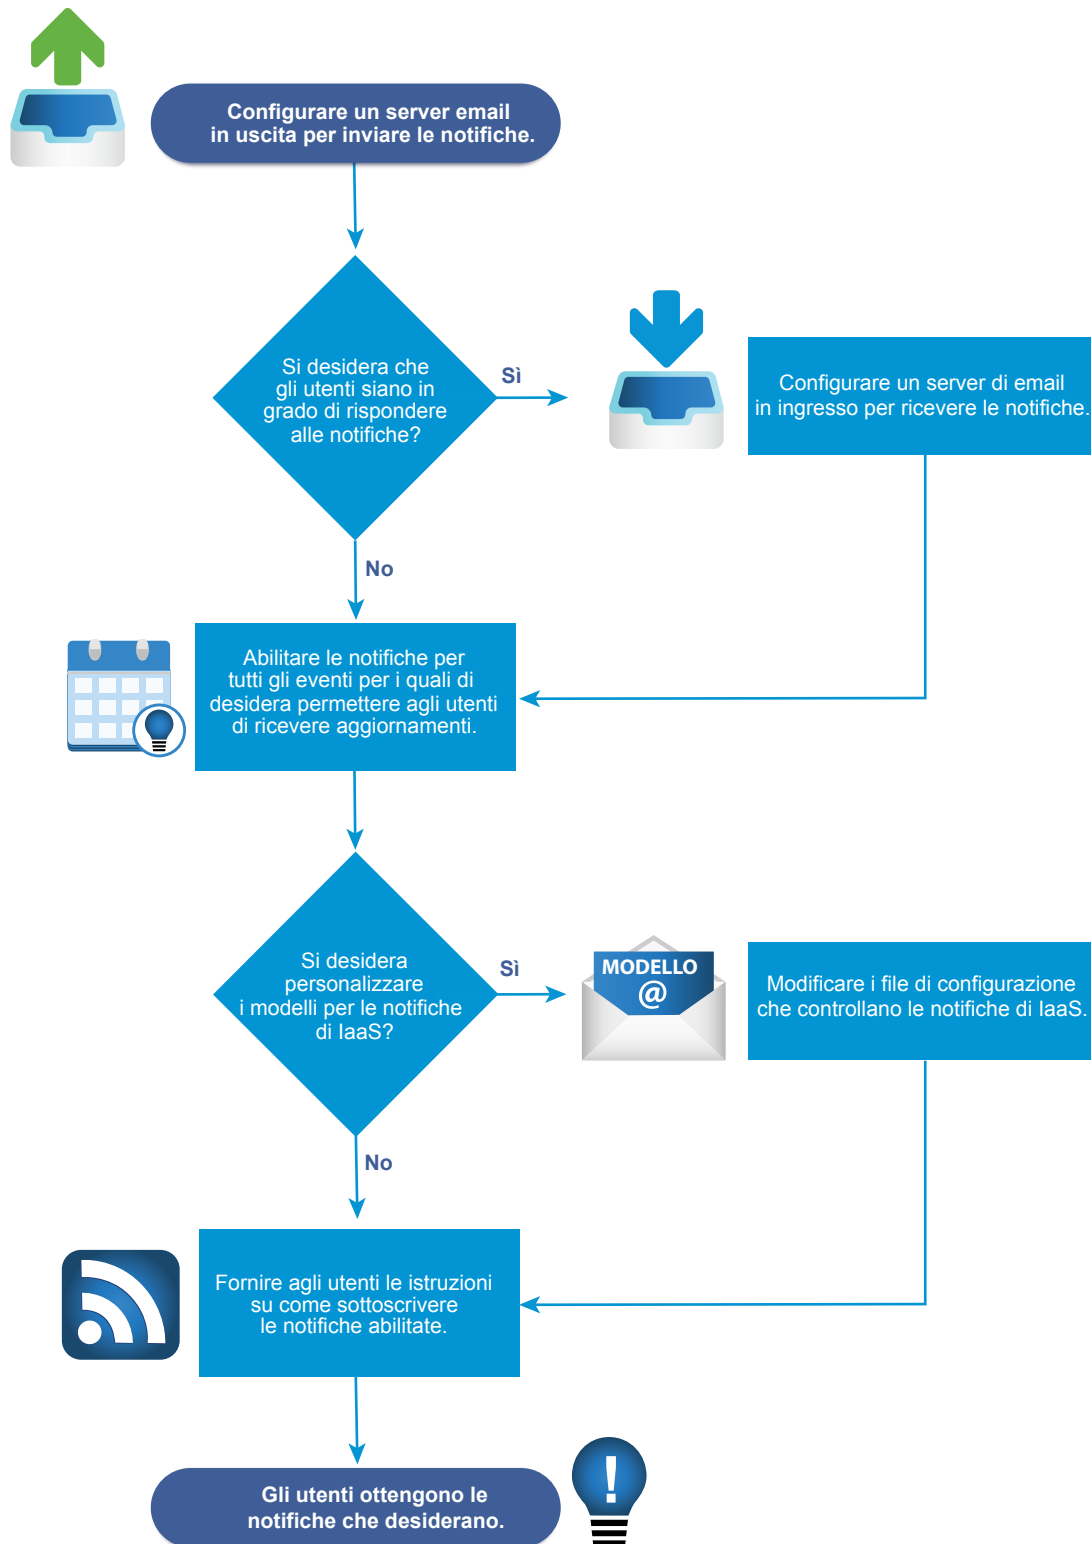 Configurare un server email
in uscita per inviare le notifiche.
Si desidera che
gli utenti siano in
grado di rispondere
alle notifiche?
Sì
Configurare un server di email
in ingresso per ricevere le notifiche.
No
Abilitare le notifiche per
tutti gli eventi per i quali di
desidera permettere agli utenti
di ricevere aggiornamenti.
Si desidera
personalizzare
i modelli per le notifiche
di IaaS?
Sì
MODELLO
@
Modificare i file di configurazione
che controllano le notifiche di IaaS.
No
Fornire agli utenti le istruzioni
su come sottoscrivere
le notifiche abilitate.
Gli utenti ottengono le
notifiche che desiderano.
!